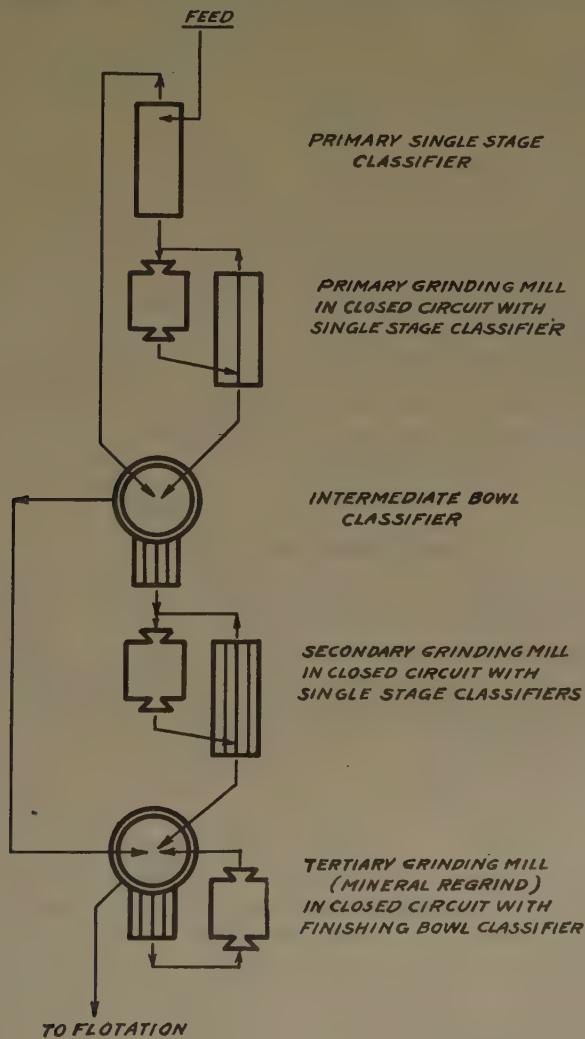 FEED
PRIMARY SINGLE STAGE
CLASSIFIER
PRIMARY GRINDING MILL
IN CLOSED CIRCUIT WITH
SINGLE STAGE CLASSIFIER
INTERMEDIATE BOWL
CLASSIFIER
SECONDARY GRINDING MILL
IN CLOSED CIRCUIT WITH
SINGLE STAGE CLASSIFIERS
TERTIARY GRINDING MILL
(MINERAL REGRIND)
IN CLOSED CIRCUIT WITH
FINISHING BOWL CLASSIFIER
TO FLOTATION